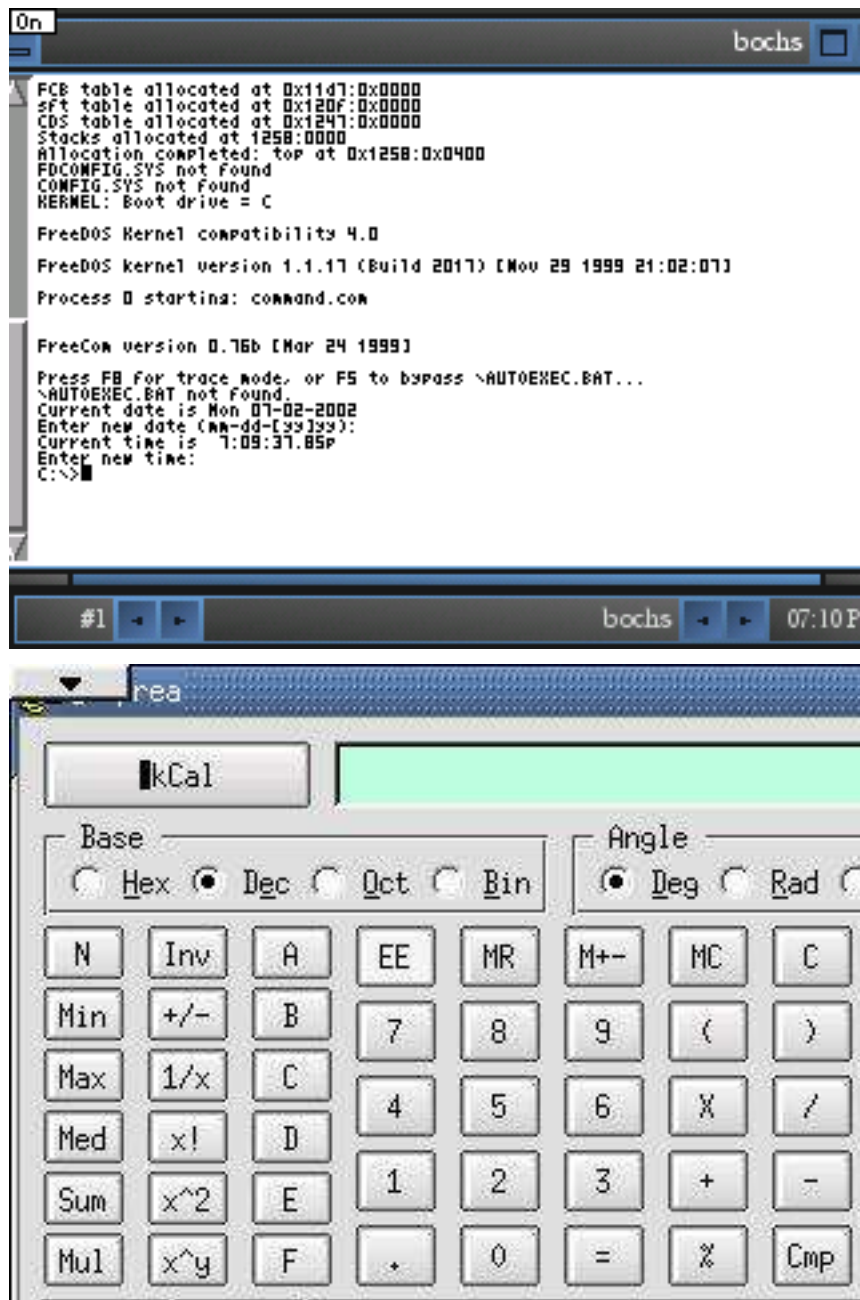 On
bochs
FCB table allocated at 0x11d7:0x0000
sft table allocated at 0x120f:0x0000
CDS table allocated at 0x1247:0x0000
Stacks allocated at 1258:0000
Allocation completed: top at 0x1258:0x0400
FDCONFIG.SYS not found
CONFIG.SYS not found
KERNEL: Boot drive = C
FreeDOS Kernel compatibility 4.0
FreeDOS kernel version 1.1.17 (Build 2017) [Nov 29 1999 21:02:07]
Process 0 starting: command.com
FreeCom version 0.76b [Mar 24 1999]
Press F8 for trace mode, or F5 to bypass \AUTOEXEC.BAT...
\AUTOEXEC.BAT not found.
Current date is Mon 07-02-2002
Enter new date (mm-dd-[yy]yy):
Current time is  7:09:37.85p
Enter new time:
C:\>
#1 bochs 07:10 P
rea
kCal
Base Angle
Hex Dec Oct Bin Deg Rad
N Inv A EE MR M+- MC C
Min +/- B 7 8 9 ( )
Max 1/x C 4 5 6 X /
Med x! D 1 2 3 + -
Sum x^2 E . 0 = % Cmp
Mul x^y F